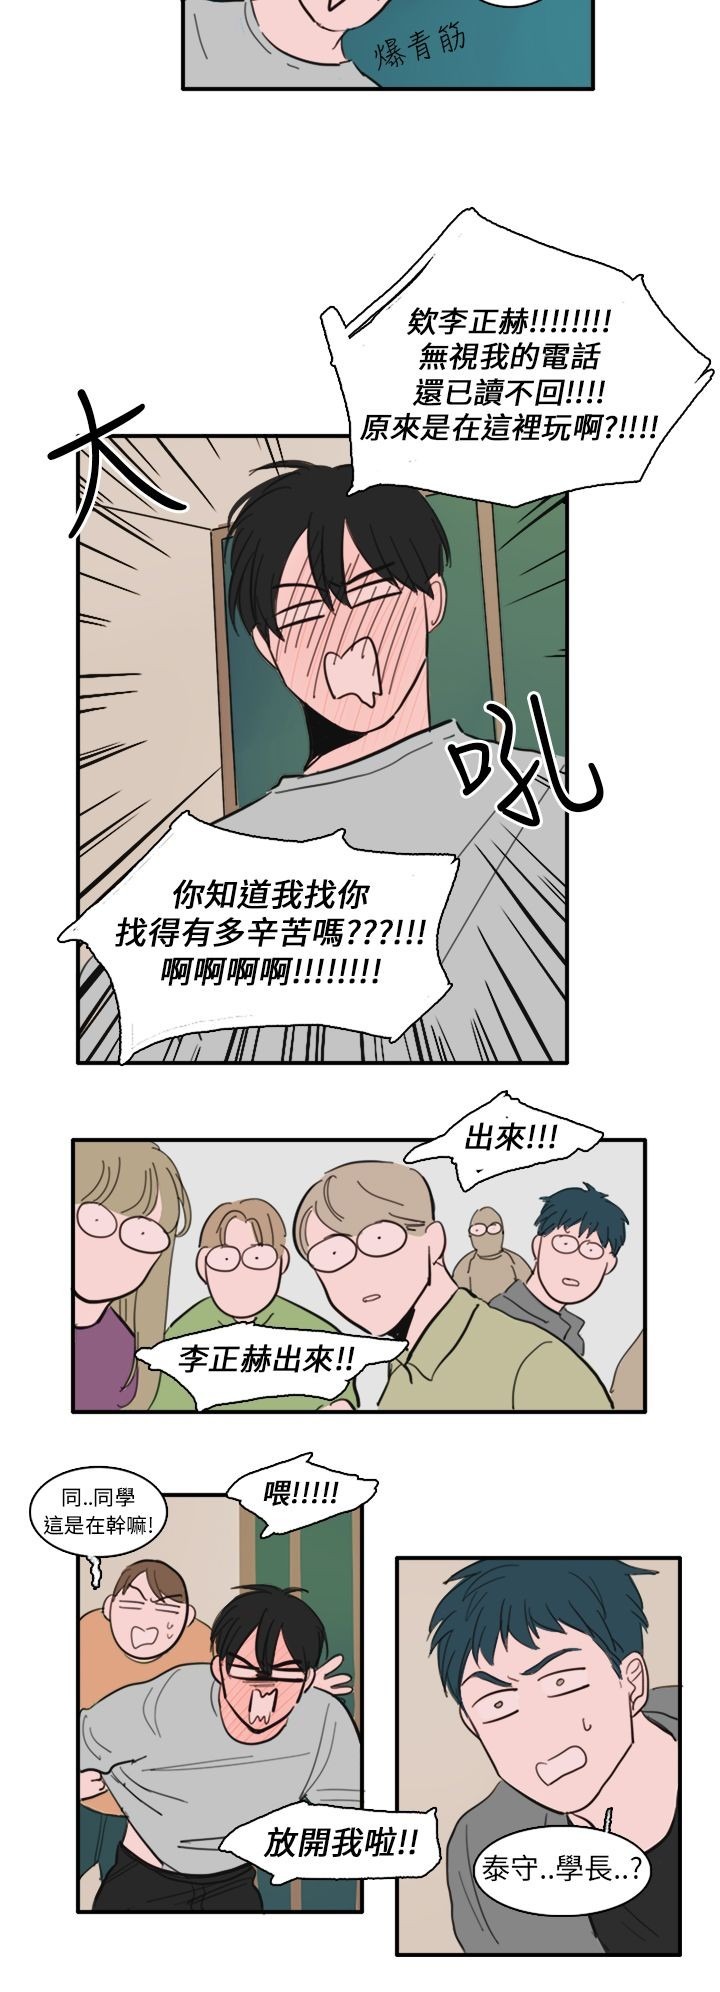 爆青筋
欸李正赫!!!!!!!!
無視我的電話
還已讀不回!!!!
原來是在這裡玩啊?!!!!
大
吼
你知道我找你
找得有多辛苦嗎???!!!
啊啊啊啊!!!!!!!!
出來!!!
李正赫出來!!
同..同學
這是在幹嘛!
喂!!!!!
放開我啦!!
泰守..學長..?